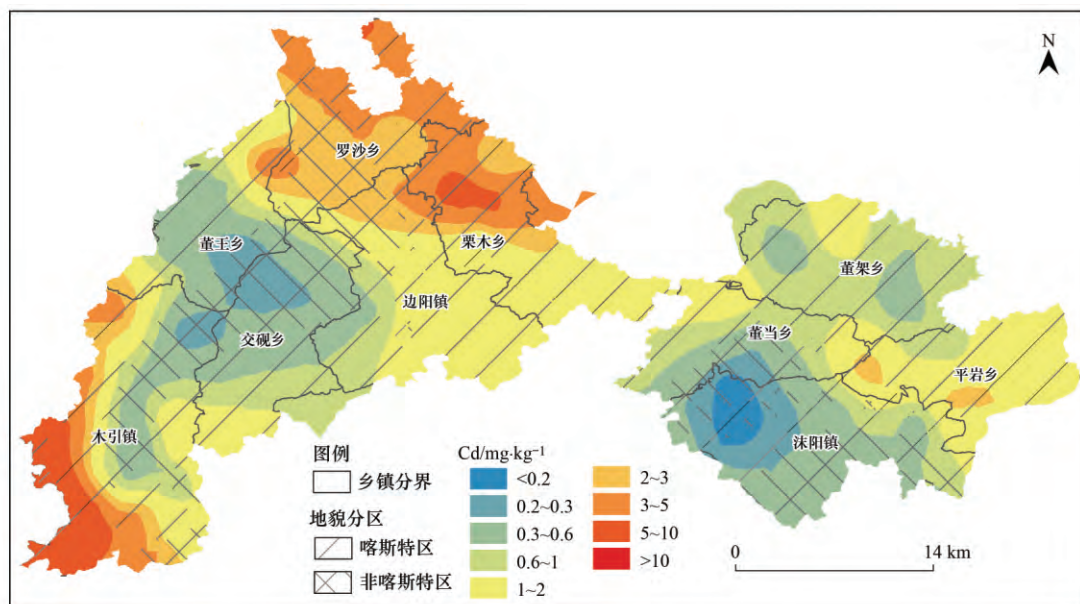 N
罗沙乡
董王乡
栗木乡
边阳镇
交砚乡
木引镇
董架乡
董当乡
平岩乡
沫阳镇
图例
乡镇分界
地貌分区
喀斯特区
非喀斯特区
Cd/mg·kg⁻¹
<0.2
0.2~0.3
0.3~0.6
0.6~1
1~2
2~3
3~5
5~10
>10
0 14 km